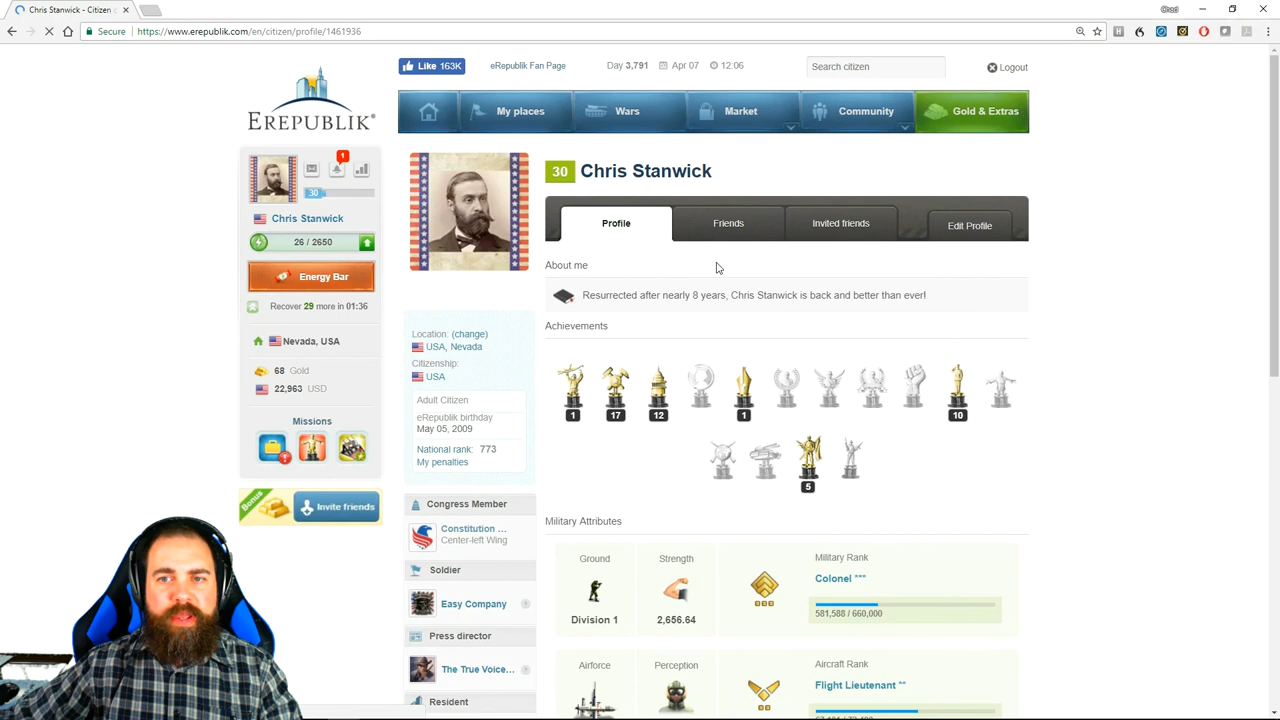 Chris Stanwick - Citizen
Chad
Secure https://www.erepublik.com/en/citizen/profile/1461936
Like 163K
eRepublik Fan Page
Day 3,791
Apr 07
12:06
Search citizen
Logout
EREPUBLIK
My places
Wars
Market
Community
Gold & Extras
1
30
Chris Stanwick
26 / 2650
Energy Bar
Recover 29 more in 01:36
Nevada, USA
68 Gold
22,963 USD
Missions
Bonus
Invite friends
30 Chris Stanwick
Profile
Friends
Invited friends
Edit Profile
About me
Resurrected after nearly 8 years, Chris Stanwick is back and better than ever!
Achievements
1 17 12 1 10
5
Location: (change)
USA, Nevada
Citizenship:
USA
Adult Citizen
eRepublik birthday
May 05, 2009
National rank: 773
My penalties
Congress Member
Constitution ...
Center-left Wing
Soldier
Easy Company
Press director
The True Voice...
Resident
Military Attributes
Ground
Division 1
Strength
2,656.64
Military Rank
Colonel ***
581,588 / 660,000
Airforce
Perception
Aircraft Rank
Flight Lieutenant **